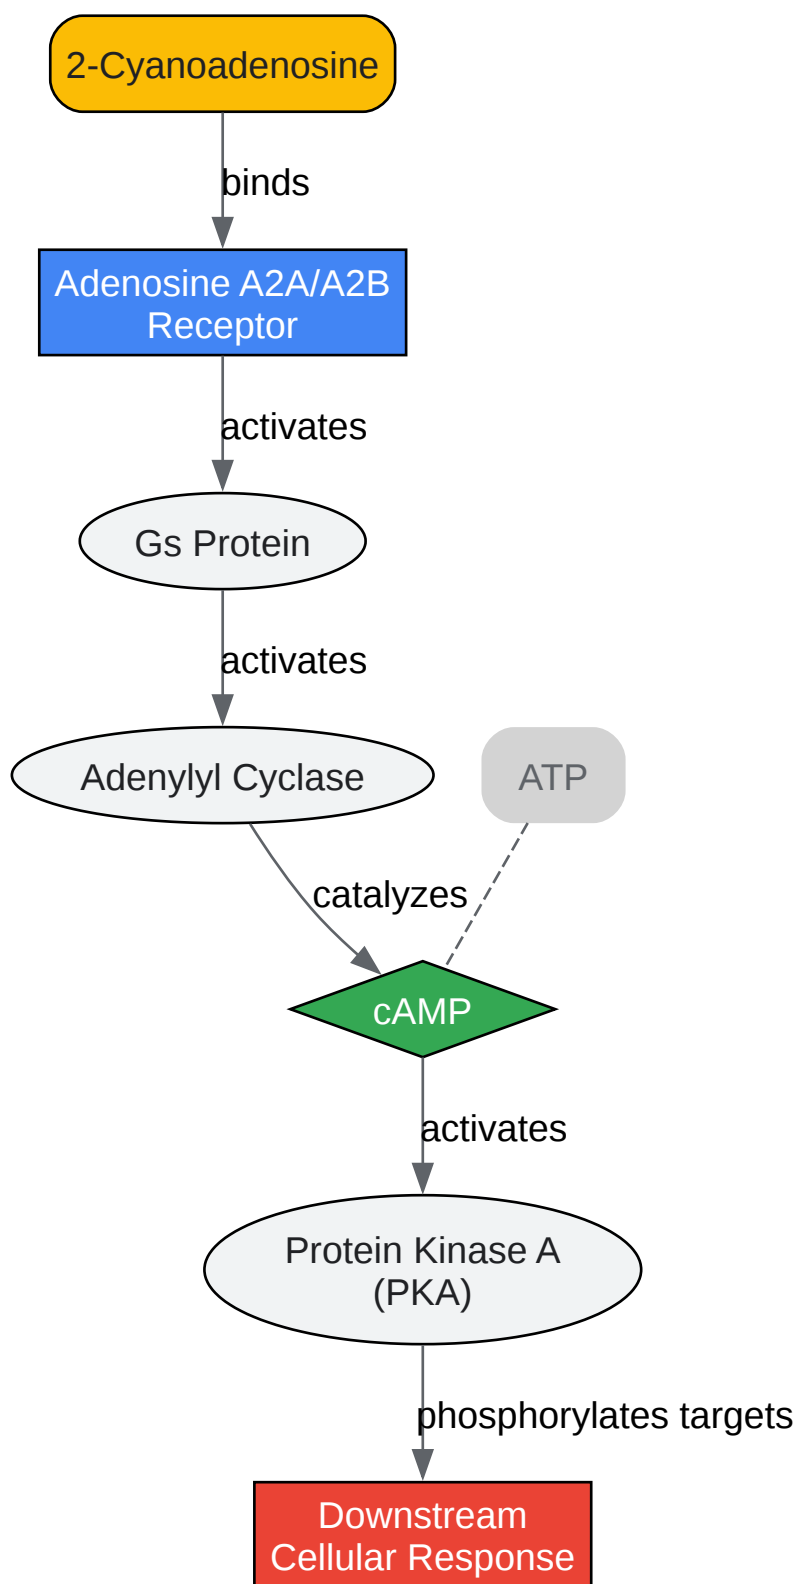 2-Cyanoadenosine
binds
Adenosine A2A/A2B
Receptor
activates
Gs Protein
activates
Adenylyl Cyclase
ATP
catalyzes
cAMP
activates
Protein Kinase A
(PKA)
phosphorylates targets
Downstream
Cellular Response